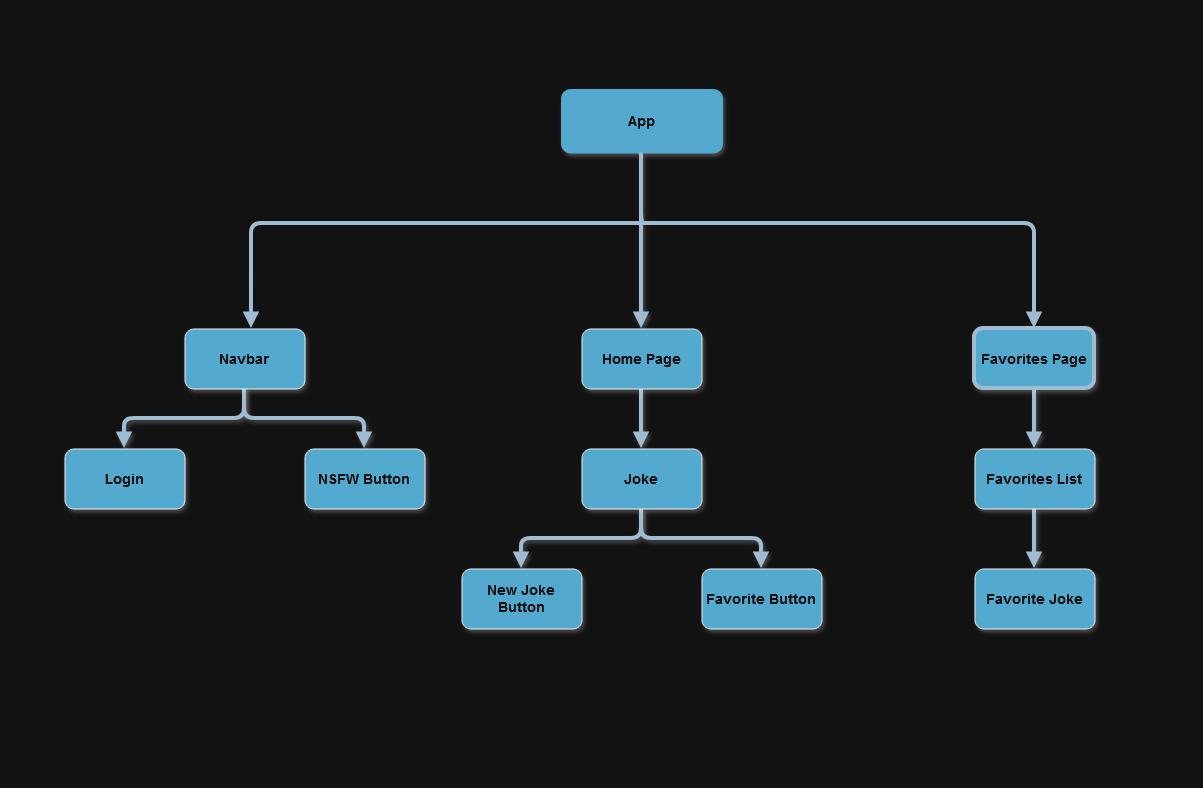 App
Navbar
Home Page
Favorites Page
Login
NSFW Button
Joke
Favorites List
New Joke
Button
Favorite Button
Favorite Joke